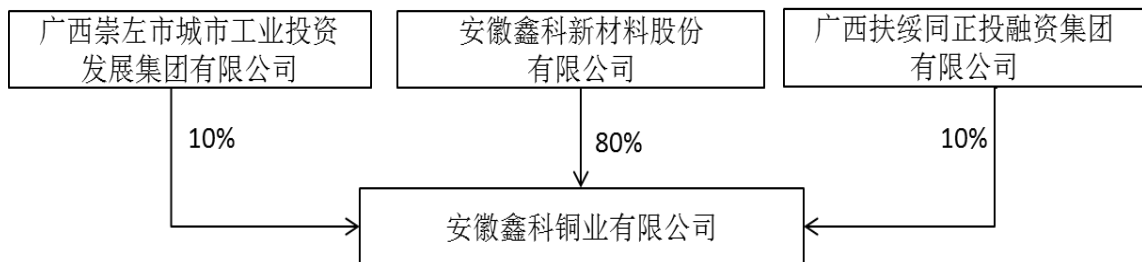 广西崇左市城市工业投资
发展集团有限公司
安徽鑫科新材料股份
有限公司
广西扶绥同正投融资集团
有限公司
10%
80%
10%
安徽鑫科铜业有限公司